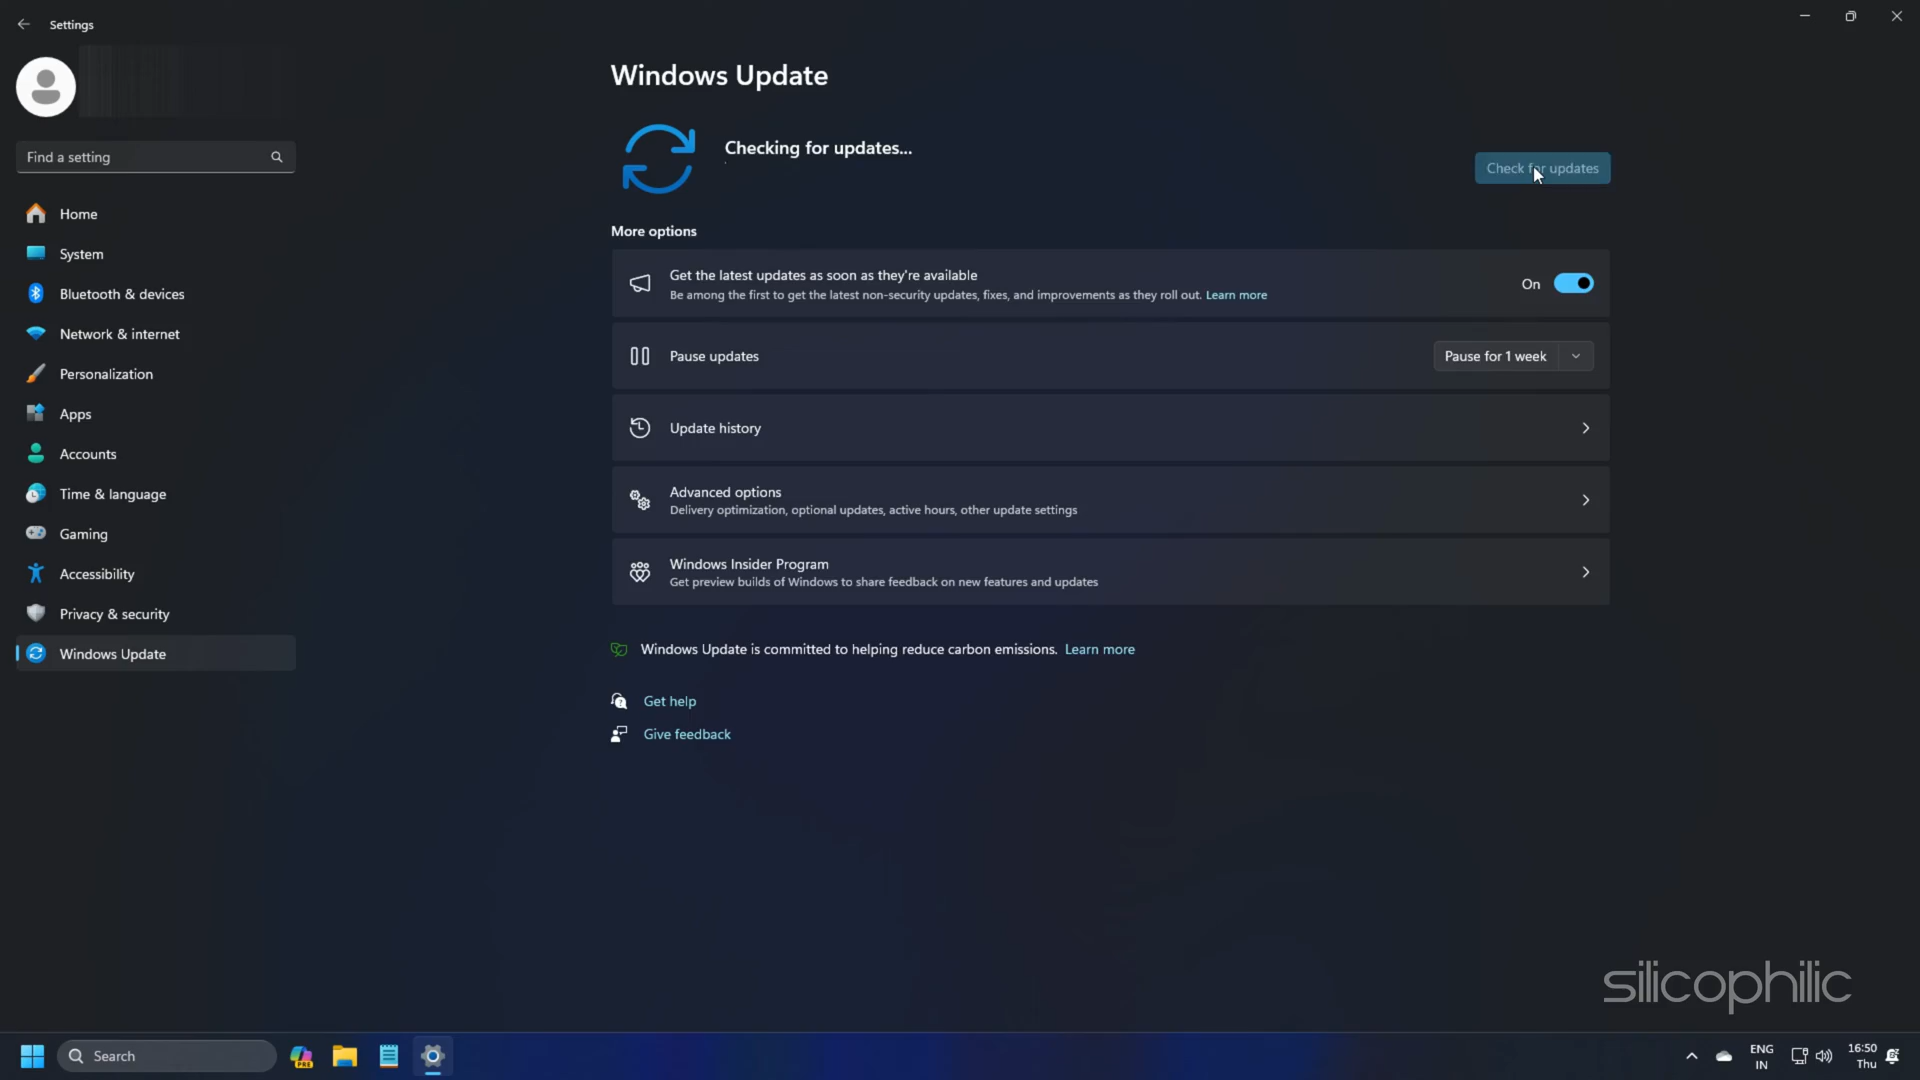 Settings
Find a setting
Home
System
Bluetooth & devices
Network & internet
Personalization
Apps
Accounts
Time & language
Gaming
Accessibility
Privacy & security
Windows Update
Windows Update
Checking for updates...
Check for updates
More options
Get the latest updates as soon as they're available
Be among the first to get the latest non-security updates, fixes, and improvements as they roll out. Learn more
On
Pause updates
Pause for 1 week
Update history
Advanced options
Delivery optimization, optional updates, active hours, other update settings
Windows Insider Program
Get preview builds of Windows to share feedback on new features and updates
Windows Update is committed to helping reduce carbon emissions. Learn more
Get help
Give feedback
silicophilic
Search
PRE
ENG
IN
16:50
Thu